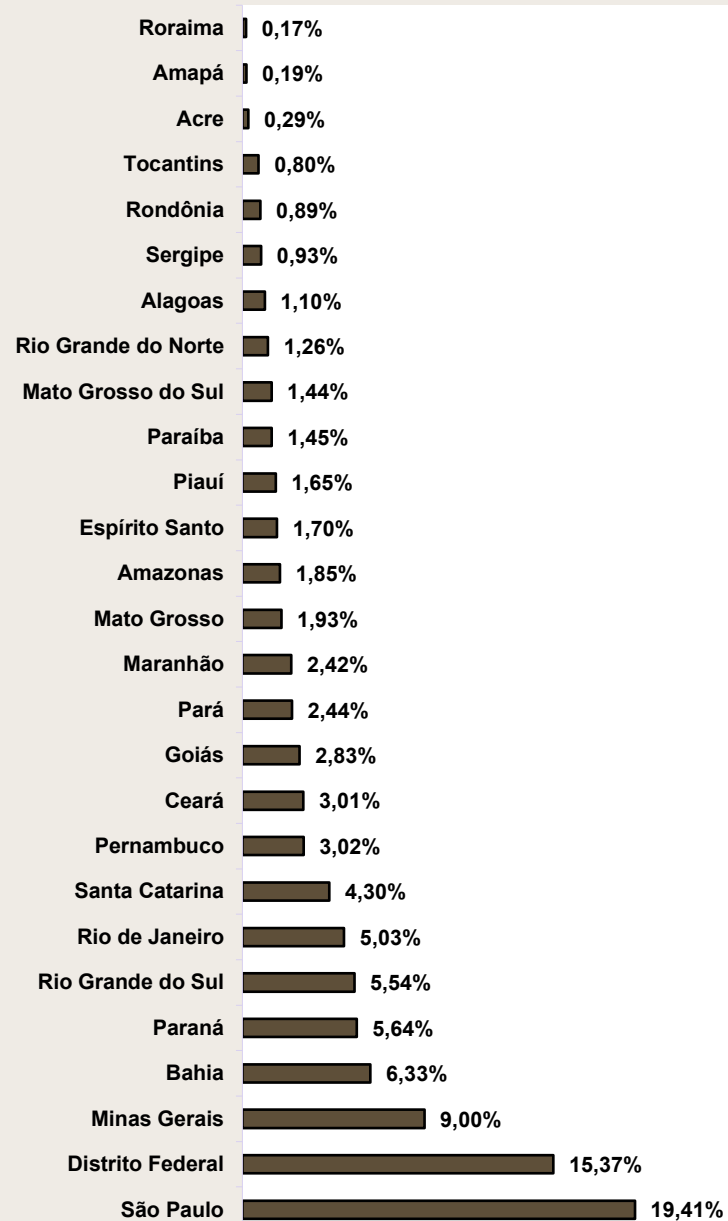 Roraima 0,17%
Amapá 0,19%
Acre 0,29%
Tocantins 0,80%
Rondônia 0,89%
Sergipe 0,93%
Alagoas 1,10%
Rio Grande do Norte 1,26%
Mato Grosso do Sul 1,44%
Paraíba 1,45%
Piauí 1,65%
Espírito Santo 1,70%
Amazonas 1,85%
Mato Grosso 1,93%
Maranhão 2,42%
Pará 2,44%
Goiás 2,83%
Ceará 3,01%
Pernambuco 3,02%
Santa Catarina 4,30%
Rio de Janeiro 5,03%
Rio Grande do Sul 5,54%
Paraná 5,64%
Bahia 6,33%
Minas Gerais 9,00%
Distrito Federal 15,37%
São Paulo 19,41%